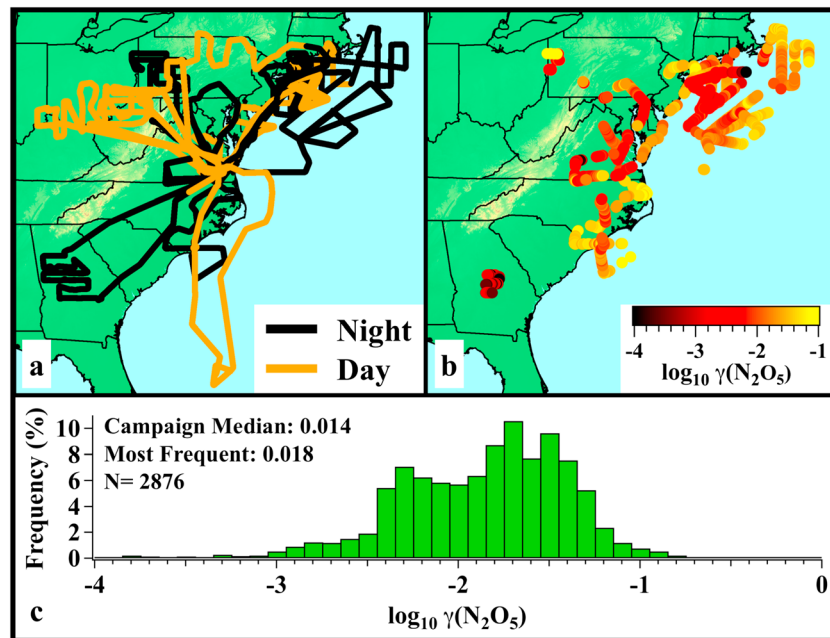 a
Night
Day
b
-4 -3 -2 -1
log₁₀ γ(N₂O₅)
Campaign Median: 0.014
Most Frequent: 0.018
N= 2876
Frequency (%)
10
8
6
4
2
0
-4 -3 -2 -1 0
c
log₁₀ γ(N₂O₅)